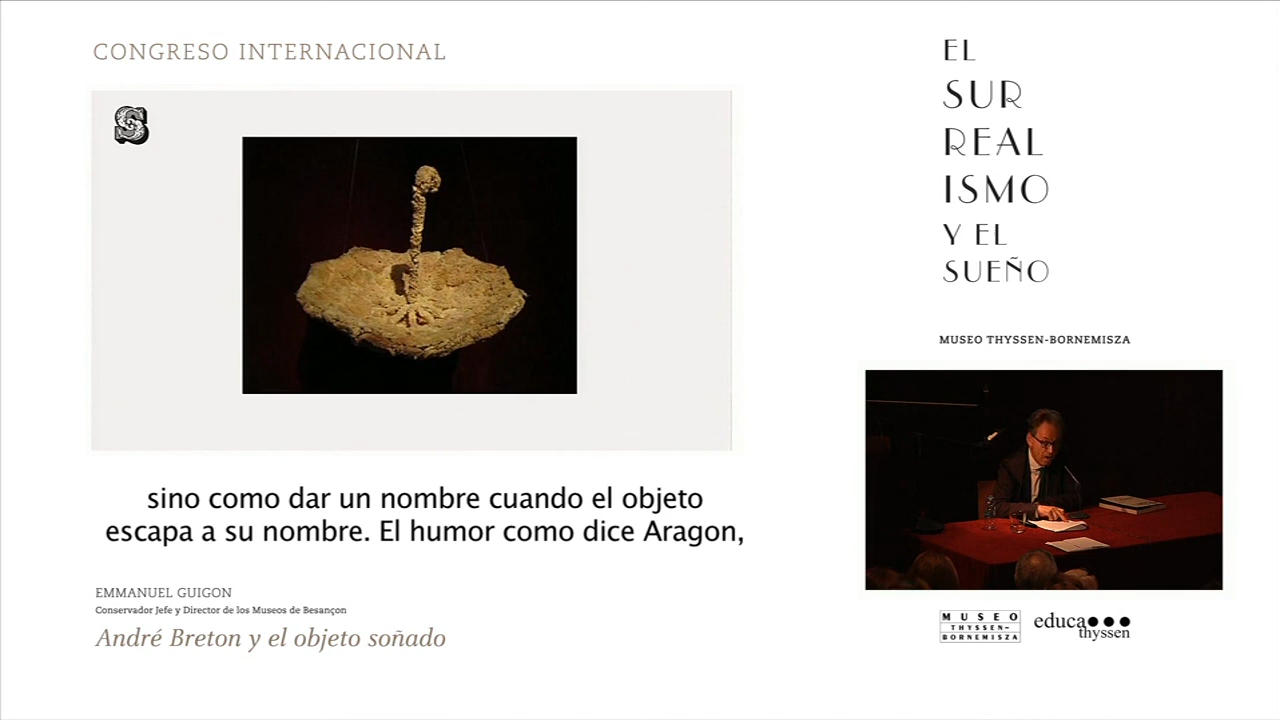 CONGRESO INTERNACIONAL
S
EL
SUR
REAL
ISMO
Y EL
SUEÑO
MUSEO THYSSEN-BORNEMISZA
sino como dar un nombre cuando el objeto
escapa a su nombre. El humor como dice Aragon,
EMMANUEL GUIGON
Conservador Jefe y Director de los Museos de Besançon
André Breton y el objeto soñado
MUSEO
THYSSEN-
BORNEMISZA
educa
thyssen